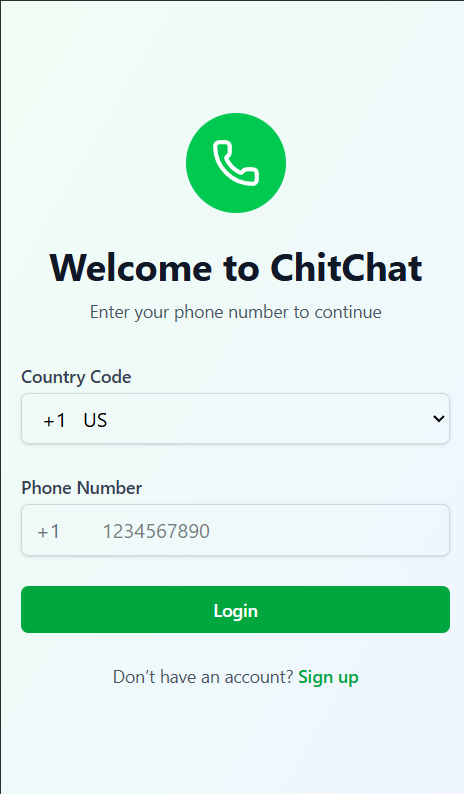 Welcome to ChitChat
Enter your phone number to continue
Country Code
+1 US
Phone Number
+1 1234567890
Login
Don’t have an account? Sign up